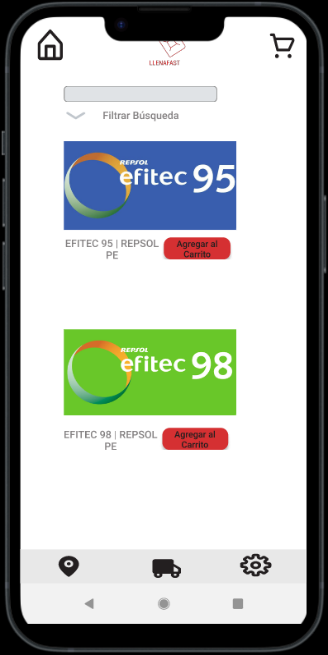 LLENAFAST
Filtrar Búsqueda
REPSOL
efitec 95
EFITEC 95 | REPSOL
PE
Agregar al
Carrito
REPSOL
efitec 98
EFITEC 98 | REPSOL
PE
Agregar al
Carrito